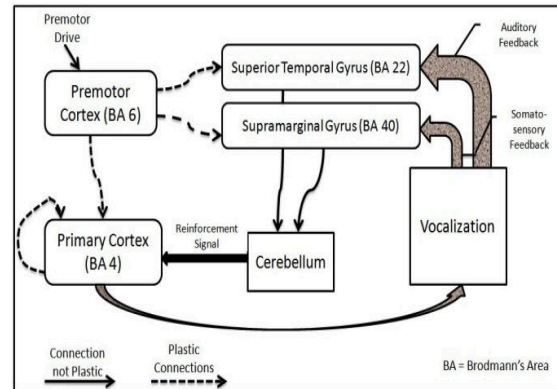 Premotor
Drive
Premotor
Cortex (BA 6)
Superior Temporal Gyrus (BA 22)
Supramarginal Gyrus (BA 40)
Auditory
Feedback
Somato-
sensory
Feedback
Primary Cortex
(BA 4)
Reinforcement
Signal
Cerebellum
Vocalization
Connection
not Plastic
Plastic
Connections
BA = Brodmann's Area